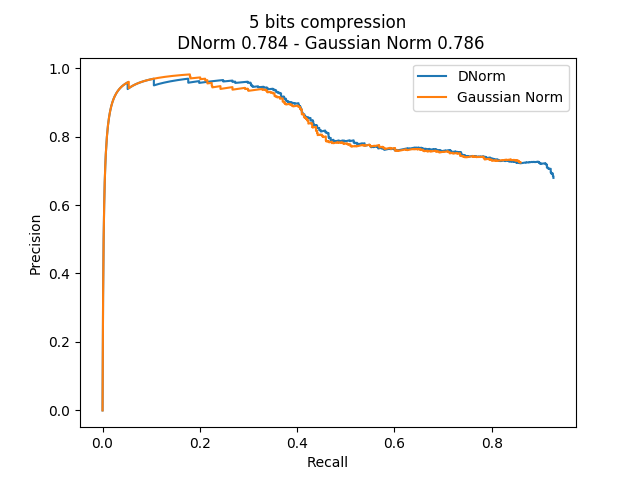 5 bits compression
DNorm 0.784 - Gaussian Norm 0.786
DNorm
Gaussian Norm
1.0
0.8
0.6
0.4
0.2
0.0
Precision
0.0 0.2 0.4 0.6 0.8
Recall